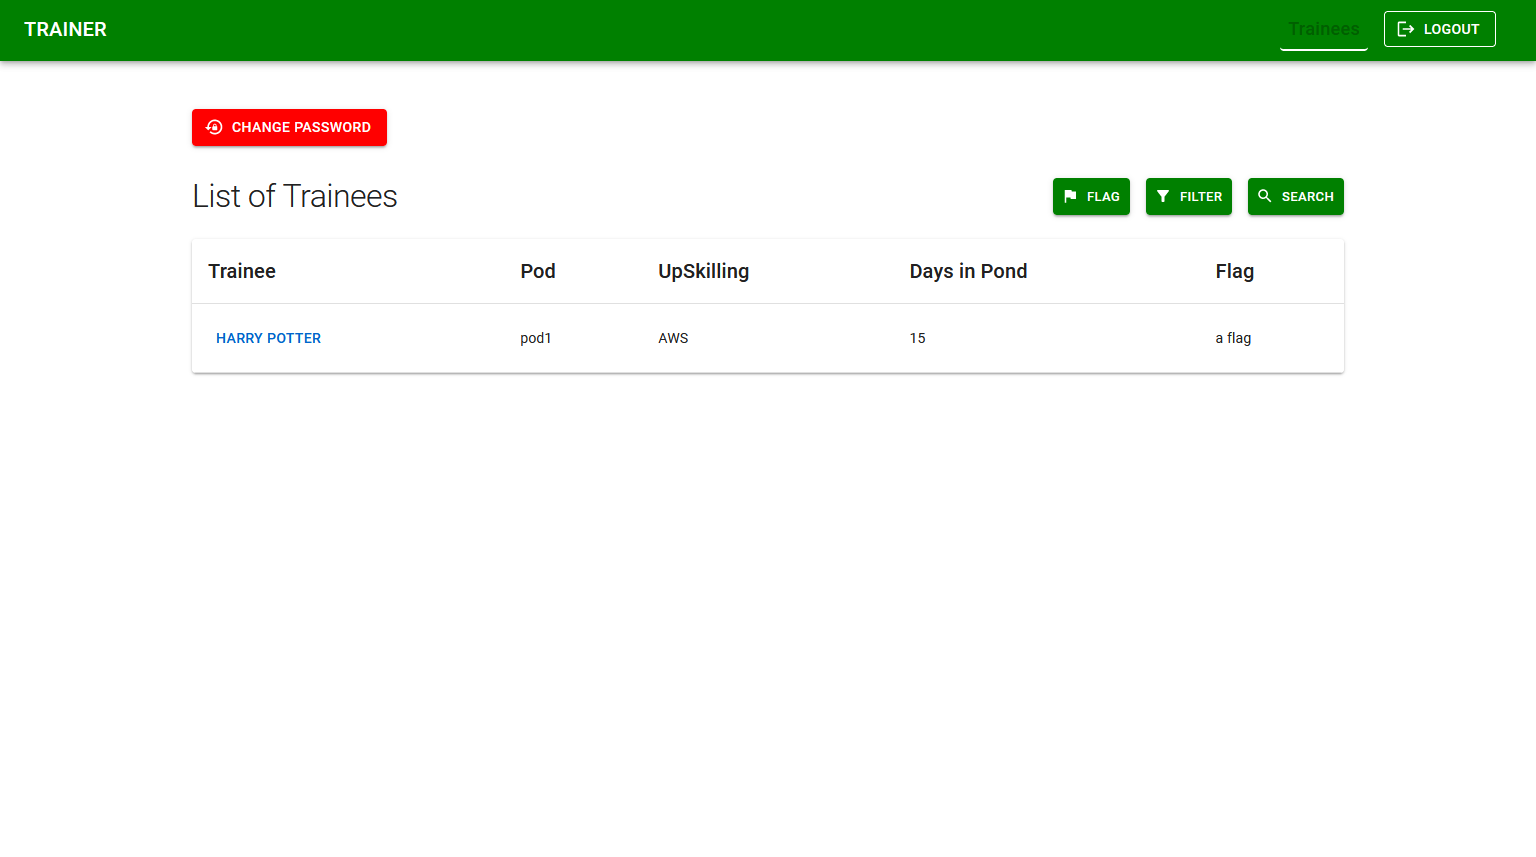 TRAINER
Trainees
LOGOUT
CHANGE PASSWORD
List of Trainees
FLAG
FILTER
SEARCH
Trainee Pod UpSkilling Days in Pond Flag
HARRY POTTER pod1 AWS 15 a flag